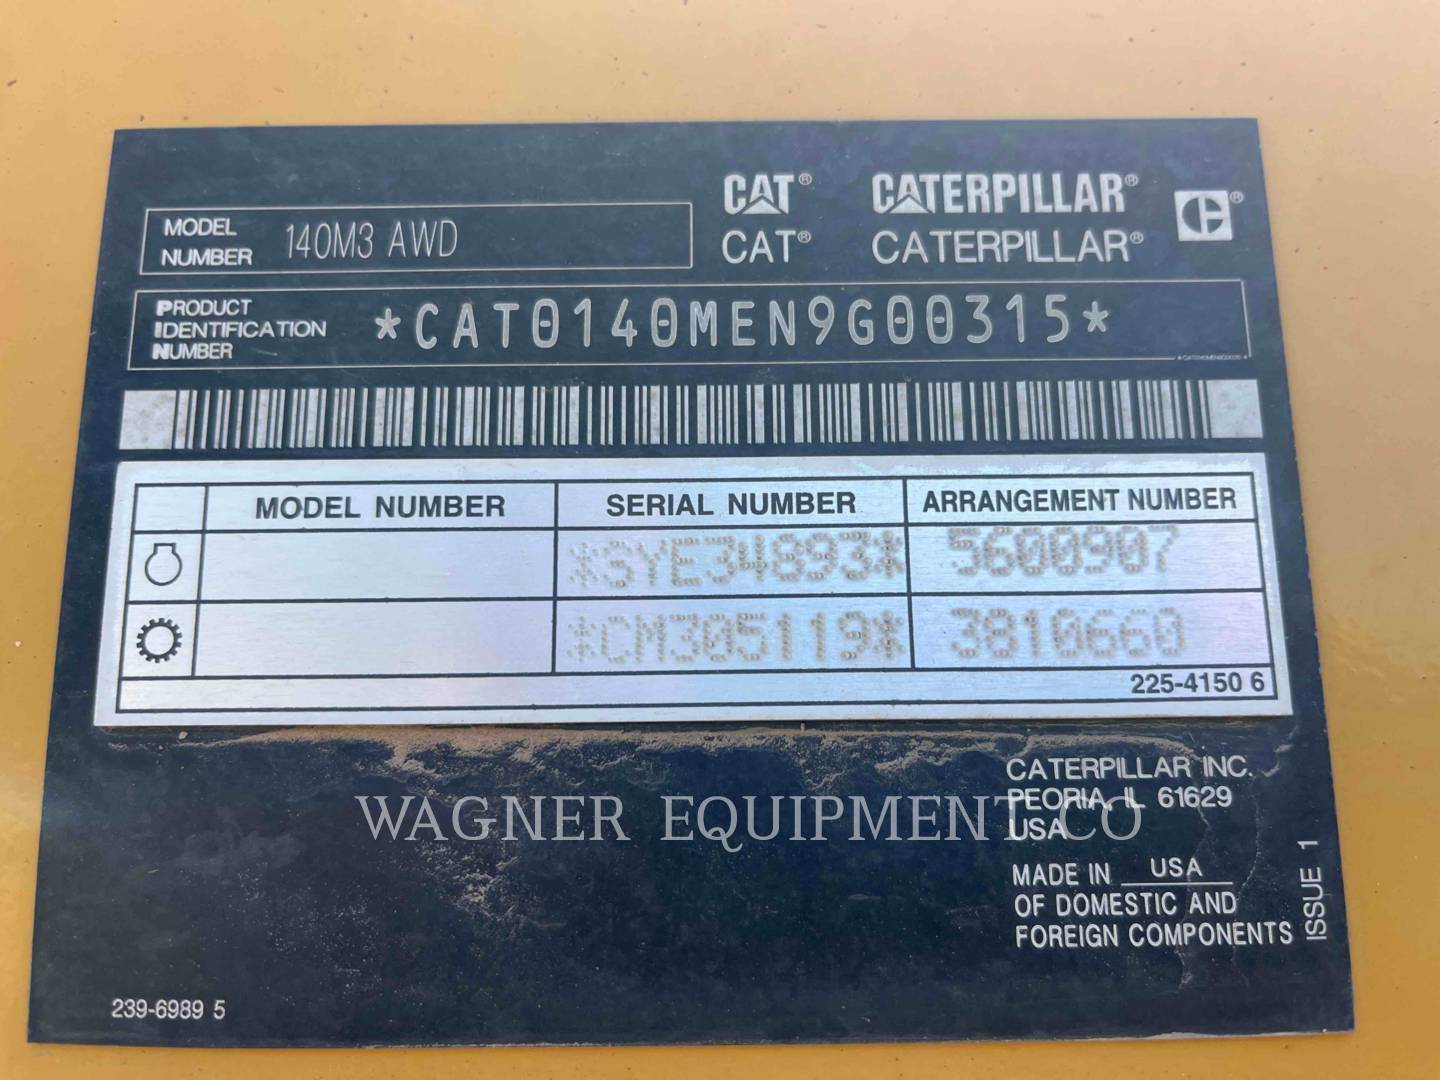 CAT® CATERPILLAR®
CAT® CATERPILLAR®
MODEL NUMBER 140M3 AWD
PRODUCT IDENTIFICATION NUMBER *CAT0140MEN9G00315*
MODEL NUMBER SERIAL NUMBER ARRANGEMENT NUMBER
*GYE34893* 5600907
*CM305119* 3810660
225-4150 6
CATERPILLAR INC.
PEORIA, IL 61629
USA
WAGNER EQUIPMENT CO
MADE IN USA
OF DOMESTIC AND
FOREIGN COMPONENTS
ISSUE 1
239-6989 5